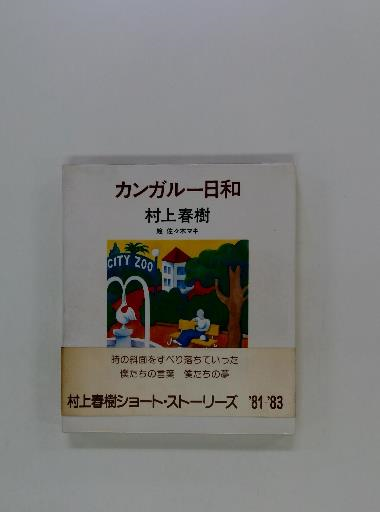 カンガルー日和
村上春樹
絵 佐々木マキ
CITY ZOO
時の斜面をすべり落ちていった
僕たちの言葉 僕たちの夢
村上春樹ショート・ストーリーズ '81 '83